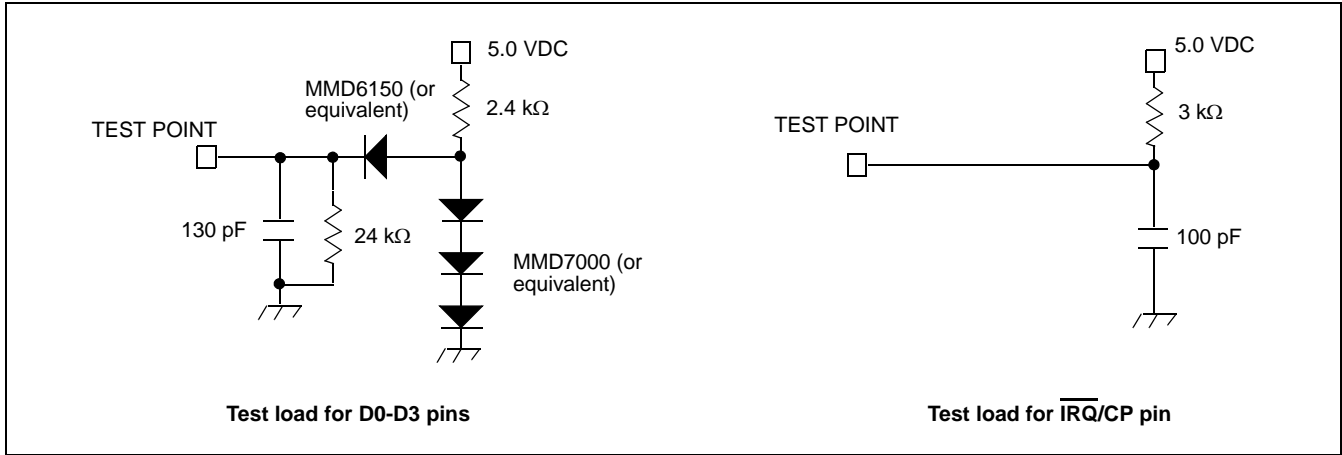 5.0 VDC
MMD6150 (or
equivalent)
2.4 kΩ
TEST POINT
130 pF
24 kΩ
MMD7000 (or
equivalent)
Test load for D0-D3 pins
5.0 VDC
3 kΩ
TEST POINT
100 pF
Test load for I̅R̅Q̅/CP pin